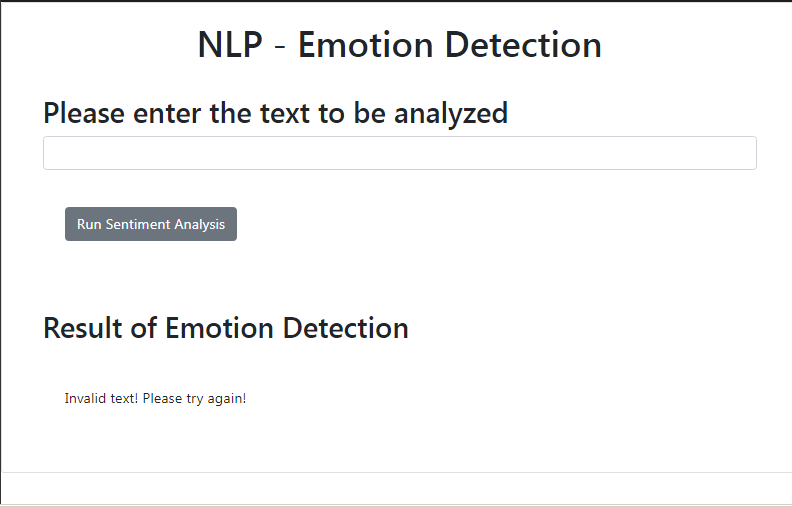 NLP - Emotion Detection
Please enter the text to be analyzed
Run Sentiment Analysis
Result of Emotion Detection
Invalid text! Please try again!